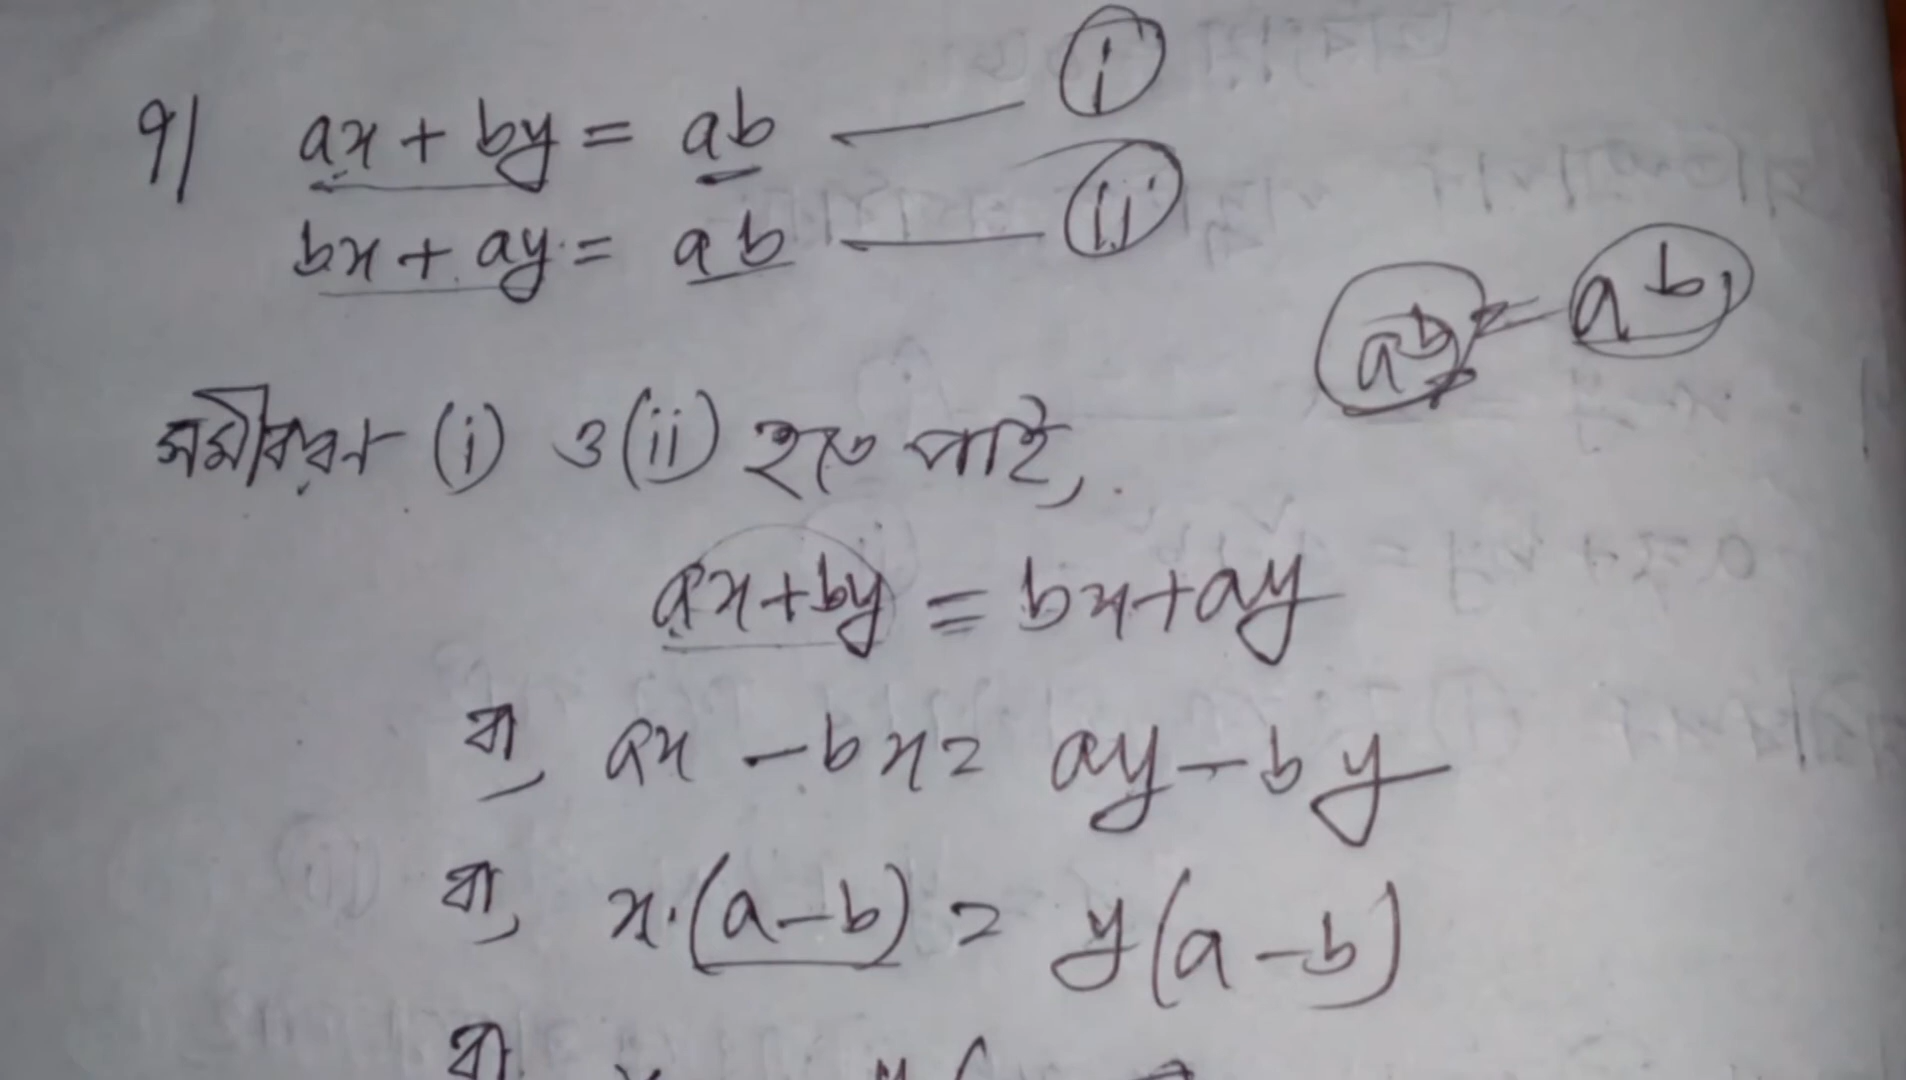 ৭| ax + by = ab — (i)
bx + ay = ab — (ii)
ab = ab
সমীকরণ (i) ও (ii) হতে পাই,
ax + by = bx + ay
বা, ax - bx = ay - by
বা, x.(a-b) = y(a-b)
বা